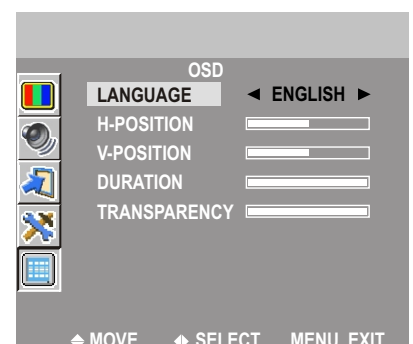 OSD
LANGUAGE ENGLISH
H-POSITION
V-POSITION
DURATION
TRANSPARENCY
MOVE SELECT MENU EXIT